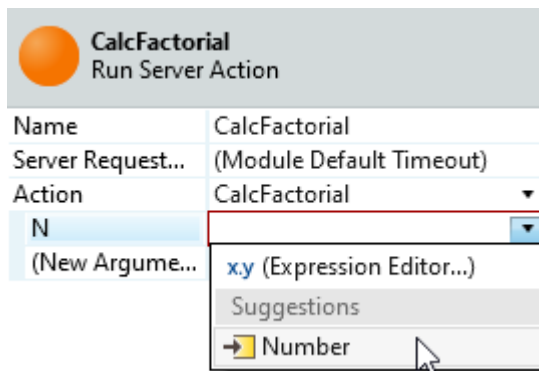 CalcFactorial
Run Server Action
Name CalcFactorial
Server Request... (Module Default Timeout)
Action CalcFactorial
N
(New Argume...
x.y (Expression Editor...)
Suggestions
Number